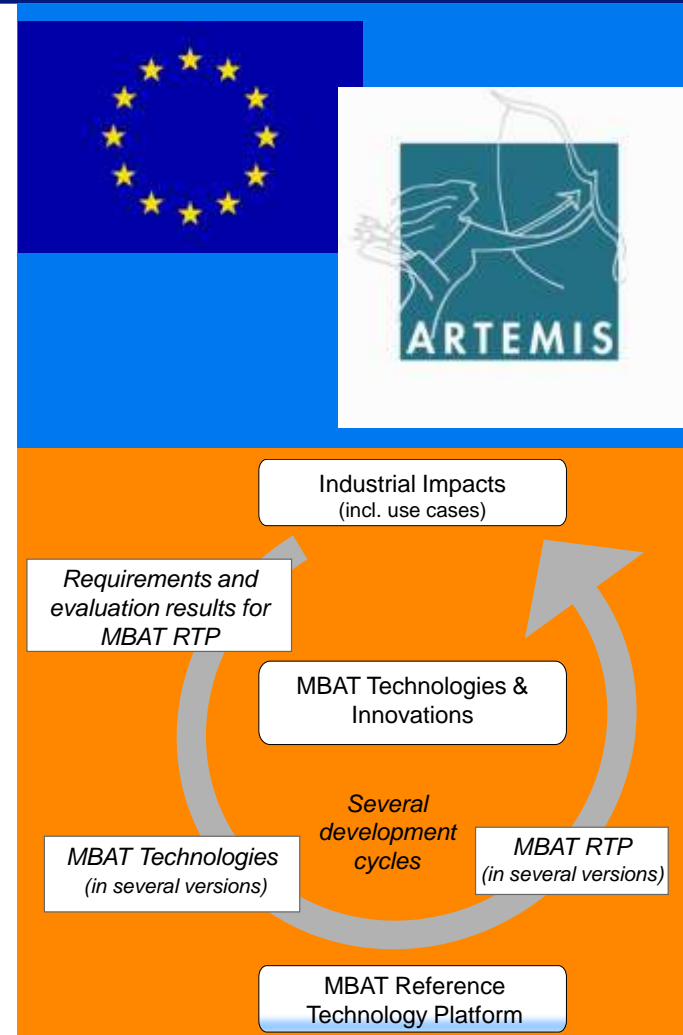 ARTEMIS
Industrial Impacts
(incl. use cases)
Requirements and
evaluation results for
MBAT RTP
MBAT Technologies &
Innovations
Several
development
cycles
MBAT Technologies
(in several versions)
MBAT RTP
(in several versions)
MBAT Reference
Technology Platform